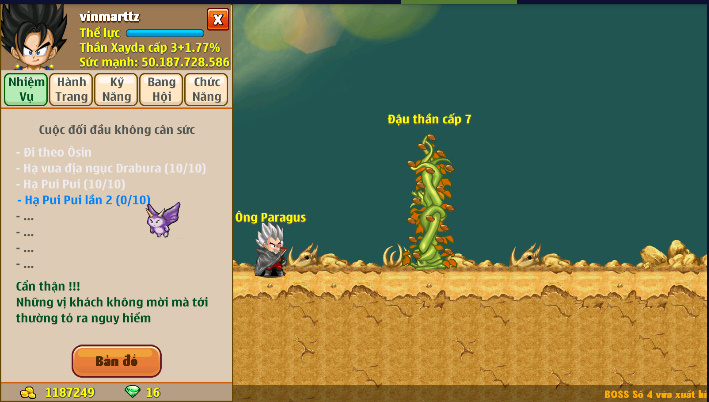 vinmarttz
X
Thể lực
Thần Xayda cấp 3+1.77%
Sức mạnh: 50.187.728.586
Nhiệm Hành Kỹ Bang Chức
Vụ Trang Năng Hội Năng
Cuộc đối đầu không cân sức
- Đi theo Ôsin
- Hạ vua địa ngục Drabura (10/10)
- Hạ Pui Pui (10/10)
- Hạ Pui Pui lần 2 (0/10)
- ...
- ...
- ...
- ...
Cẩn thận !!!
Những vị khách không mời mà tới
thường tỏ ra nguy hiểm
Bản đồ
1187249 16
Đậu thần cấp 7
Ông Paragus
BOSS Số 4 vừa xuất hi